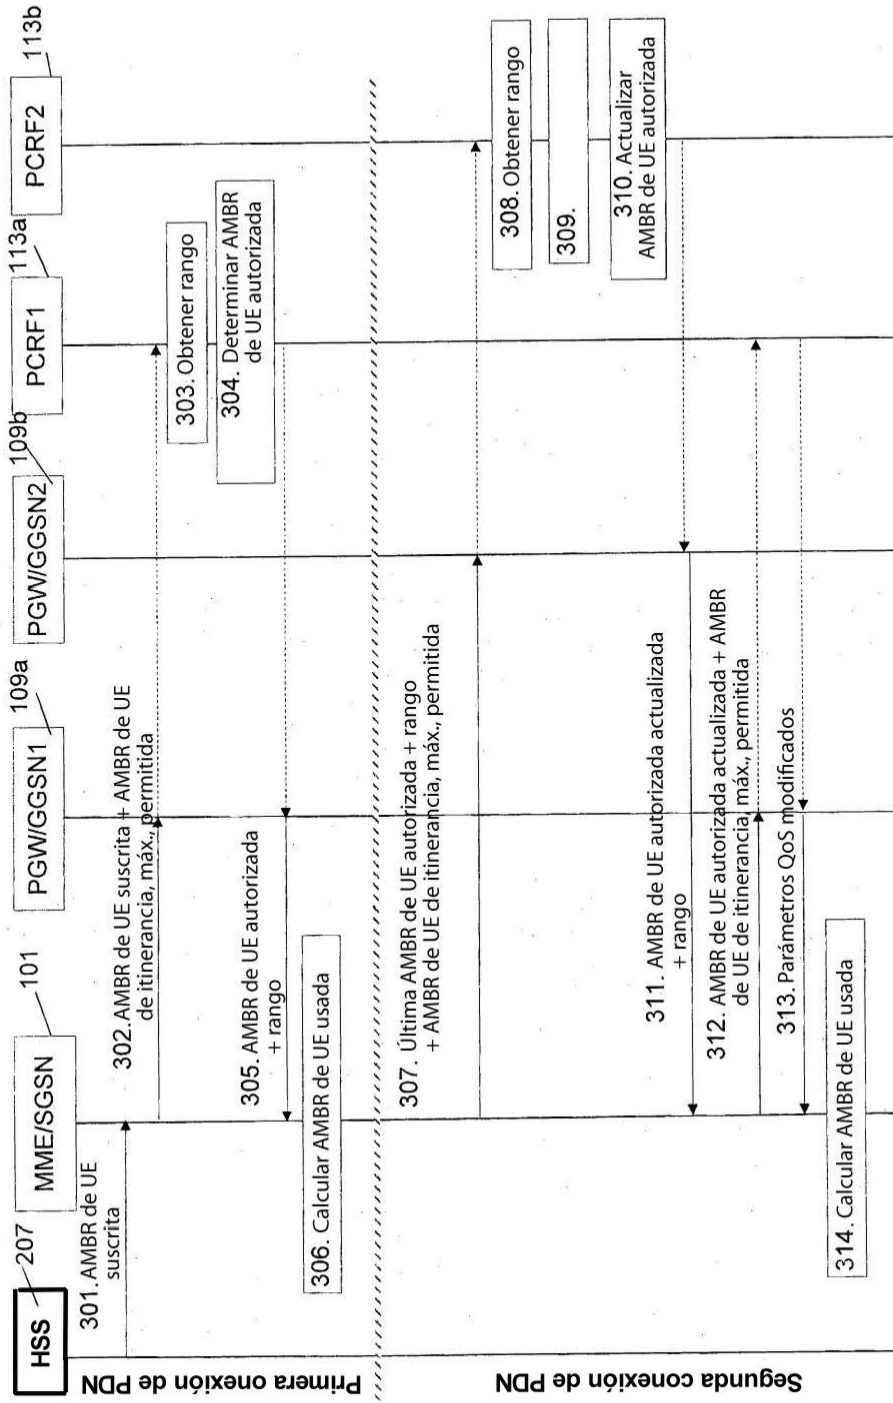 207
101
109a
109b
113a
113b
HSS
MME/SGSN
PGW/GGSN1
PGW/GGSN2
PCRF1
PCRF2
Primera onexión de PDN
301. AMBR de UE
suscrita
302. AMBR de UE suscrita + AMBR de UE
de itinerancia, máx., permitida
303. Obtener rango
304. Determinar AMBR
de UE autorizada
305. AMBR de UE autorizada
+ rango
306. Calcular AMBR de UE usada
Segunda conexión de PDN
307. Última AMBR de UE autorizada + rango
+ AMBR de UE de itinerancia, máx., permitida
308. Obtener rango
309.
310. Actualizar
AMBR de UE autorizada
311. AMBR de UE autorizada actualizada
+ rango
312. AMBR de UE autorizada actualizada + AMBR
de UE de itinerancia, máx., permitida
313. Parámetros QoS modificados
314. Calcular AMBR de UE usada